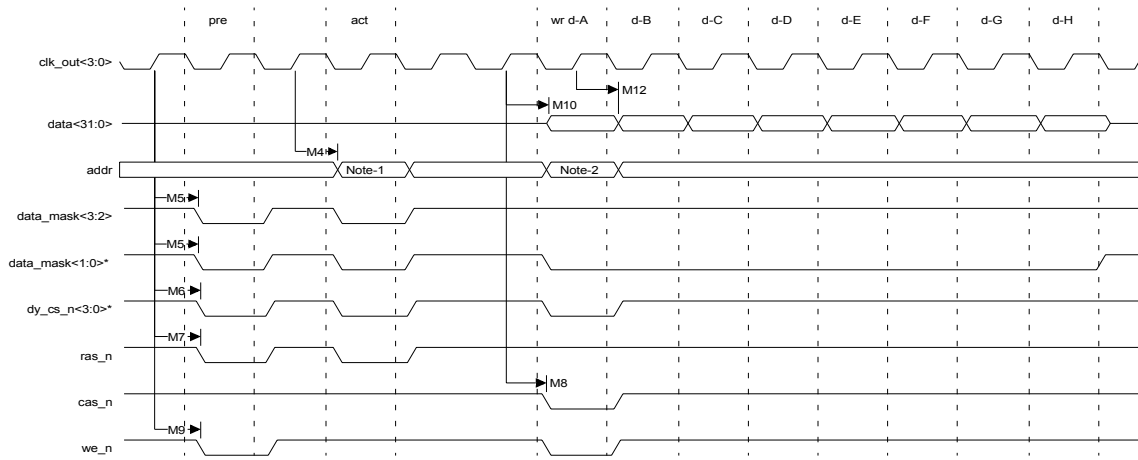 pre act wr d-A d-B d-C d-D d-E d-F d-G d-H
clk_out<3:0>
M12
M10
data<31:0>
M4
addr Note-1 Note-2
M5
data_mask<3:2>
M5
data_mask<1:0>*
M6
dy_cs_n<3:0>*
M7
ras_n
M8
cas_n
M9
we_n